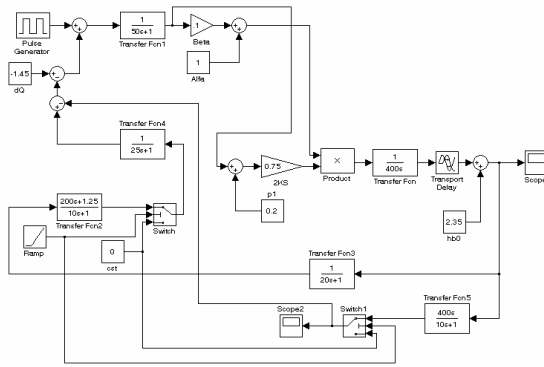 Pulse
Generator
1
50s+1
Transfer Fcn1
-1
Beta
1
Alfa
-1.45
dQ
Transfer Fcn4
1
25s+1
0.75
2KS
p1
0.2
×
Product
1
400s
Transfer Fcn
Transport
Delay
2.35
hb0
Scope
200s+1.25
10s+1
Transfer Fcn2
Switch
Ramp
0
cst
Transfer Fcn3
1
20s+1
Scope2
Switch1
Transfer Fcn5
400s
10s+1